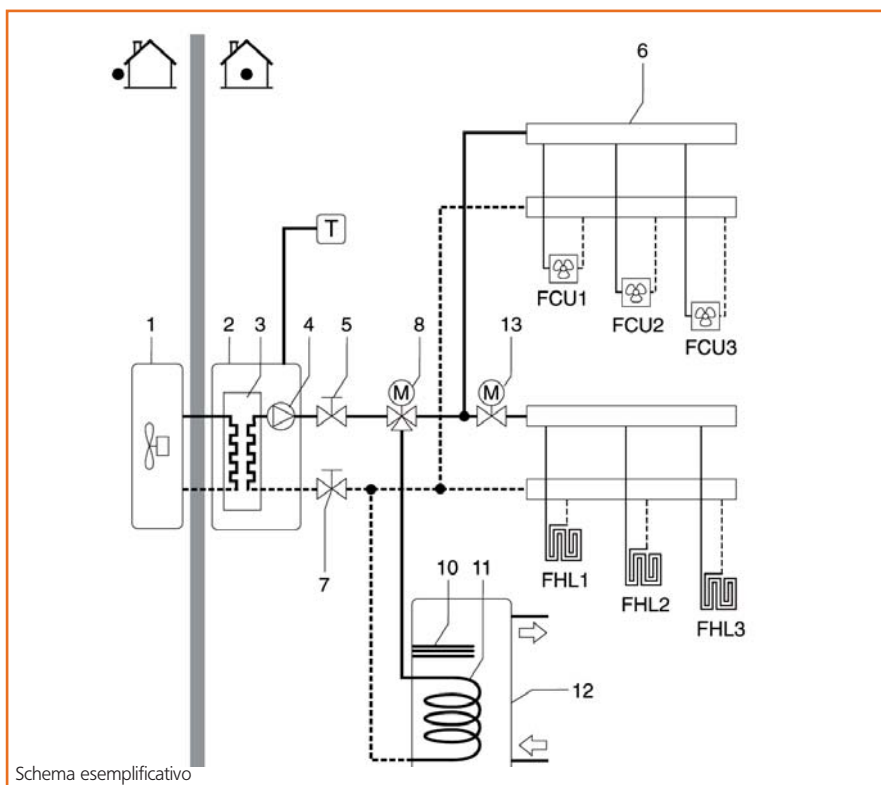 6
T
FCU1
FCU2
FCU3
1
2
3
4
5
8
13
M
M
7
FHL1
FHL2
FHL3
10
11
12
Schema esemplificativo